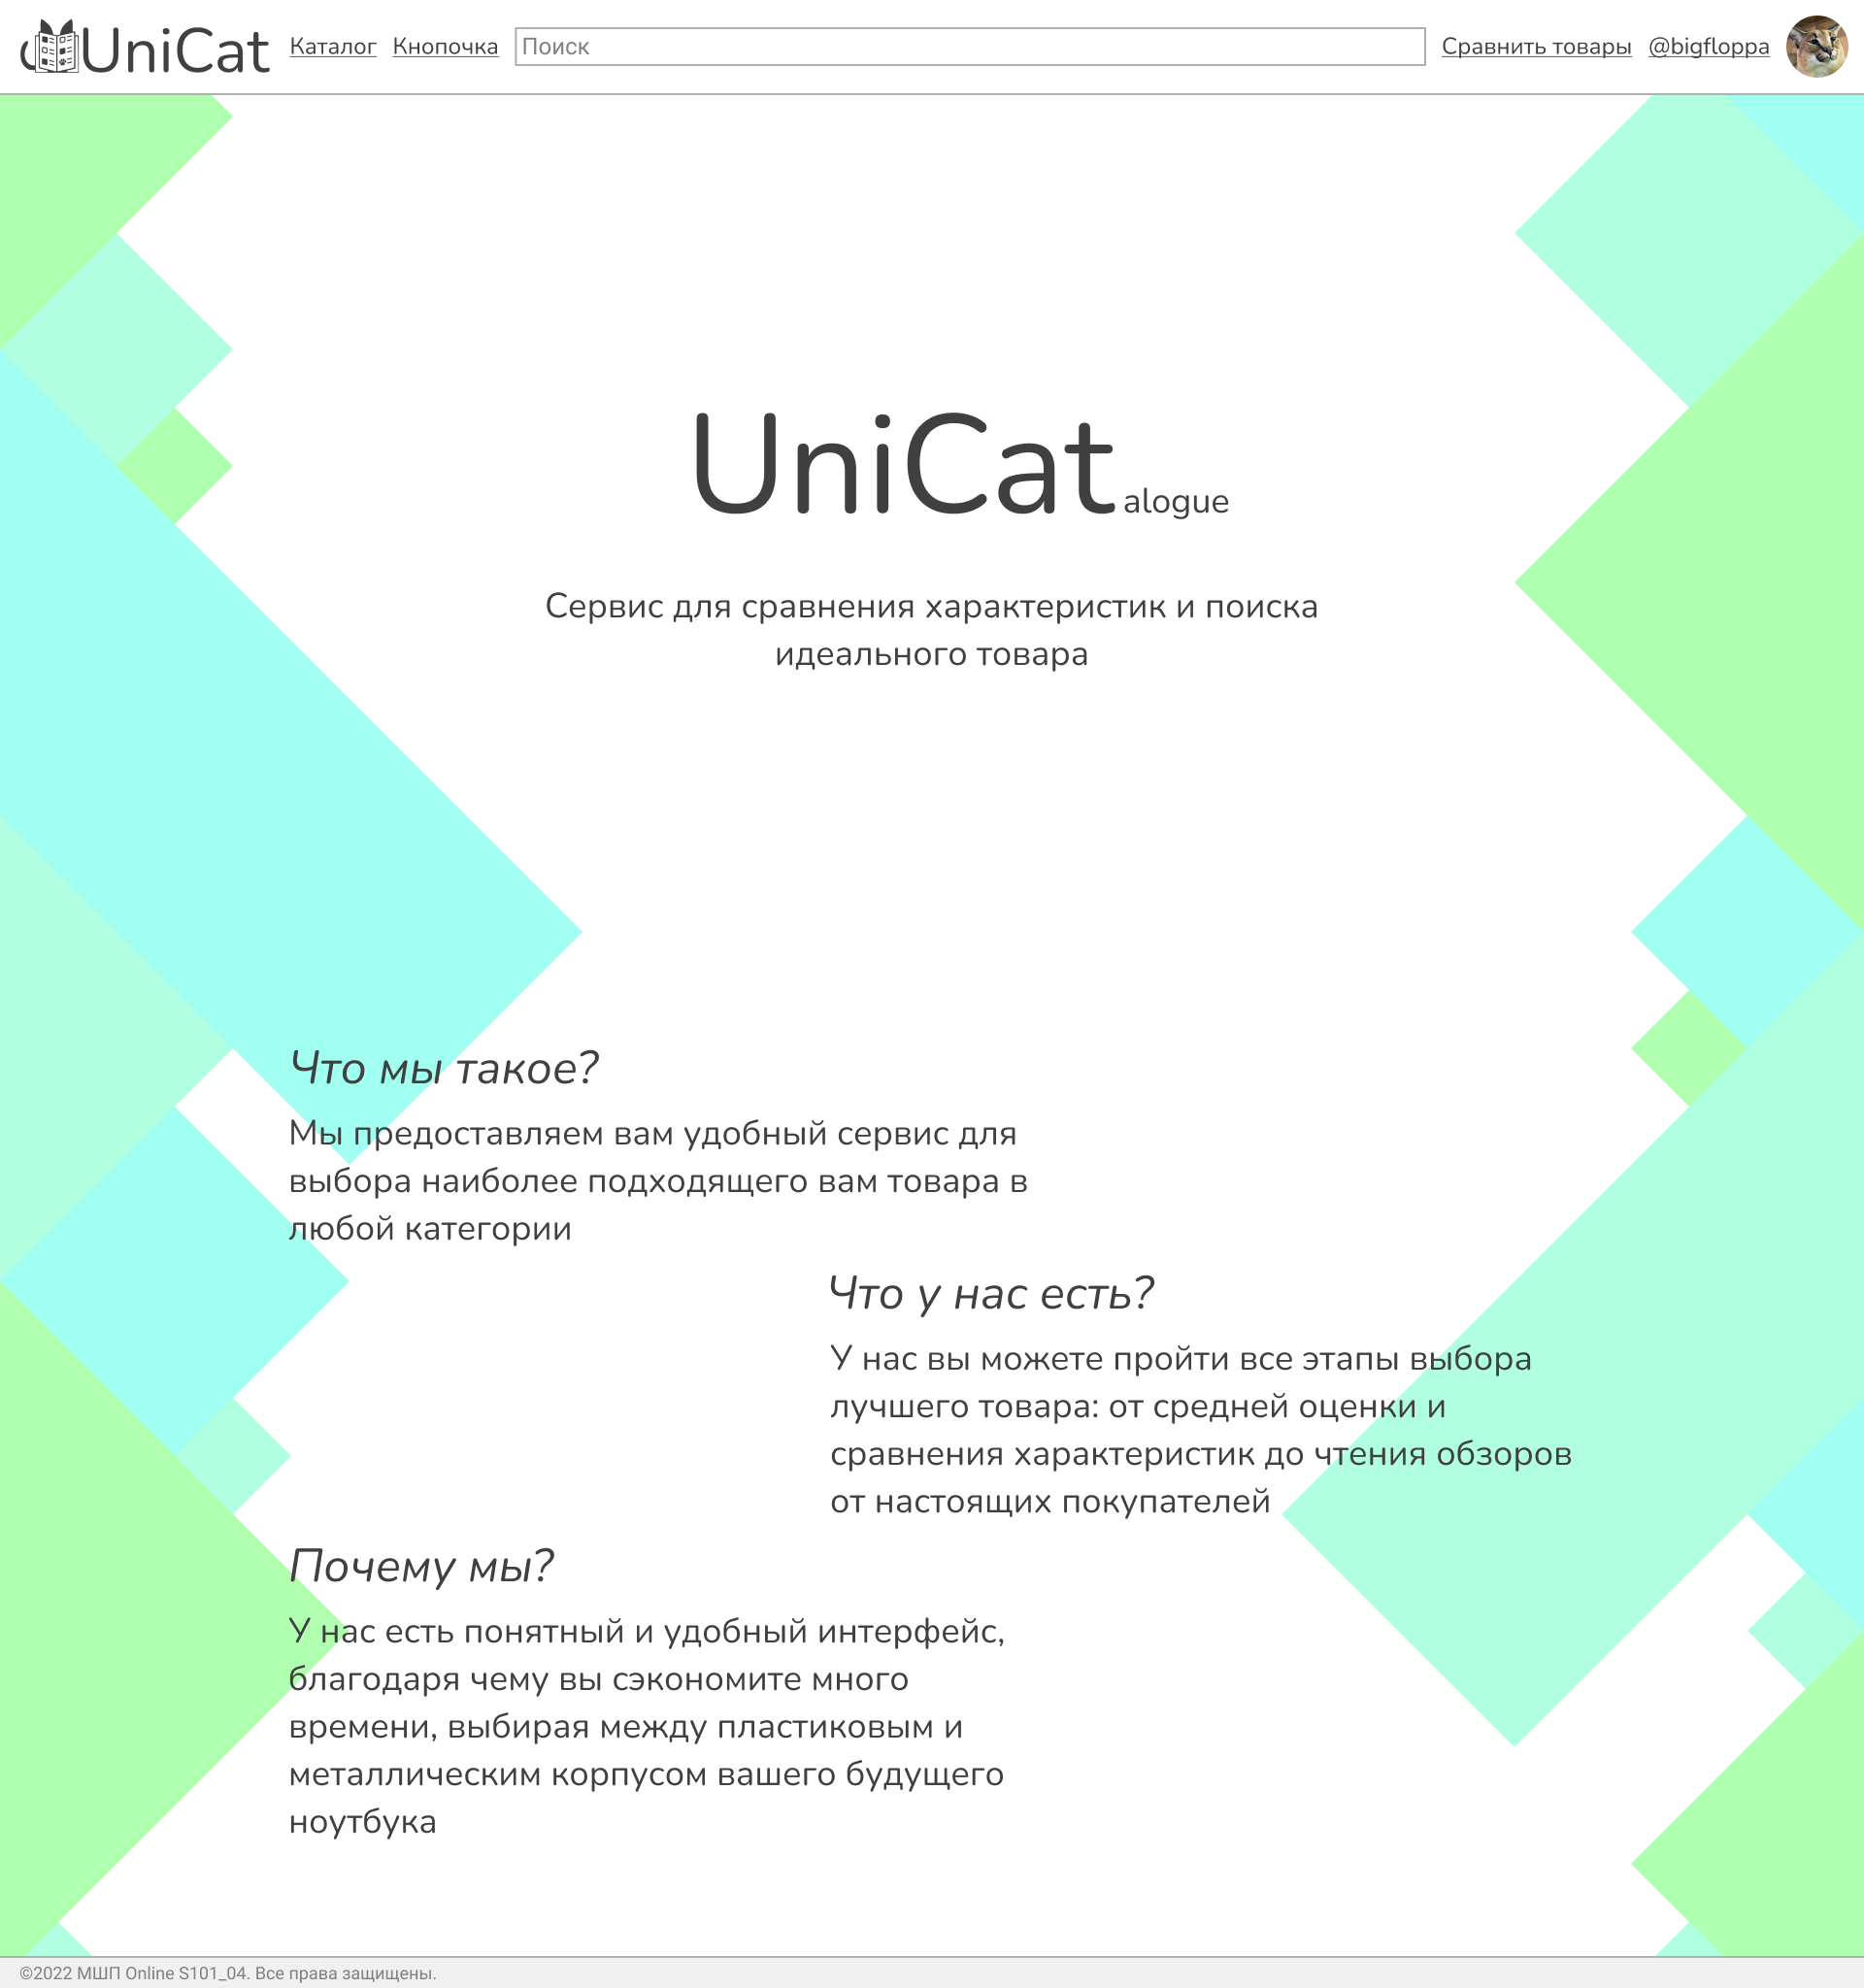 UniCat Каталог Кнопочка Поиск Сравнить товары @bigfloppa
UniCat alogue
Сервис для сравнения характеристик и поиска
идеального товара
Что мы такое?
Мы предоставляем вам удобный сервис для
выбора наиболее подходящего вам товара в
любой категории
Что у нас есть?
У нас вы можете пройти все этапы выбора
лучшего товара: от средней оценки и
сравнения характеристик до чтения обзоров
от настоящих покупателей
Почему мы?
У нас есть понятный и удобный интерфейс,
благодаря чему вы сэкономите много
времени, выбирая между пластиковым и
металлическим корпусом вашего будущего
ноутбука
©2022 МШП Online S101_04. Все права защищены.